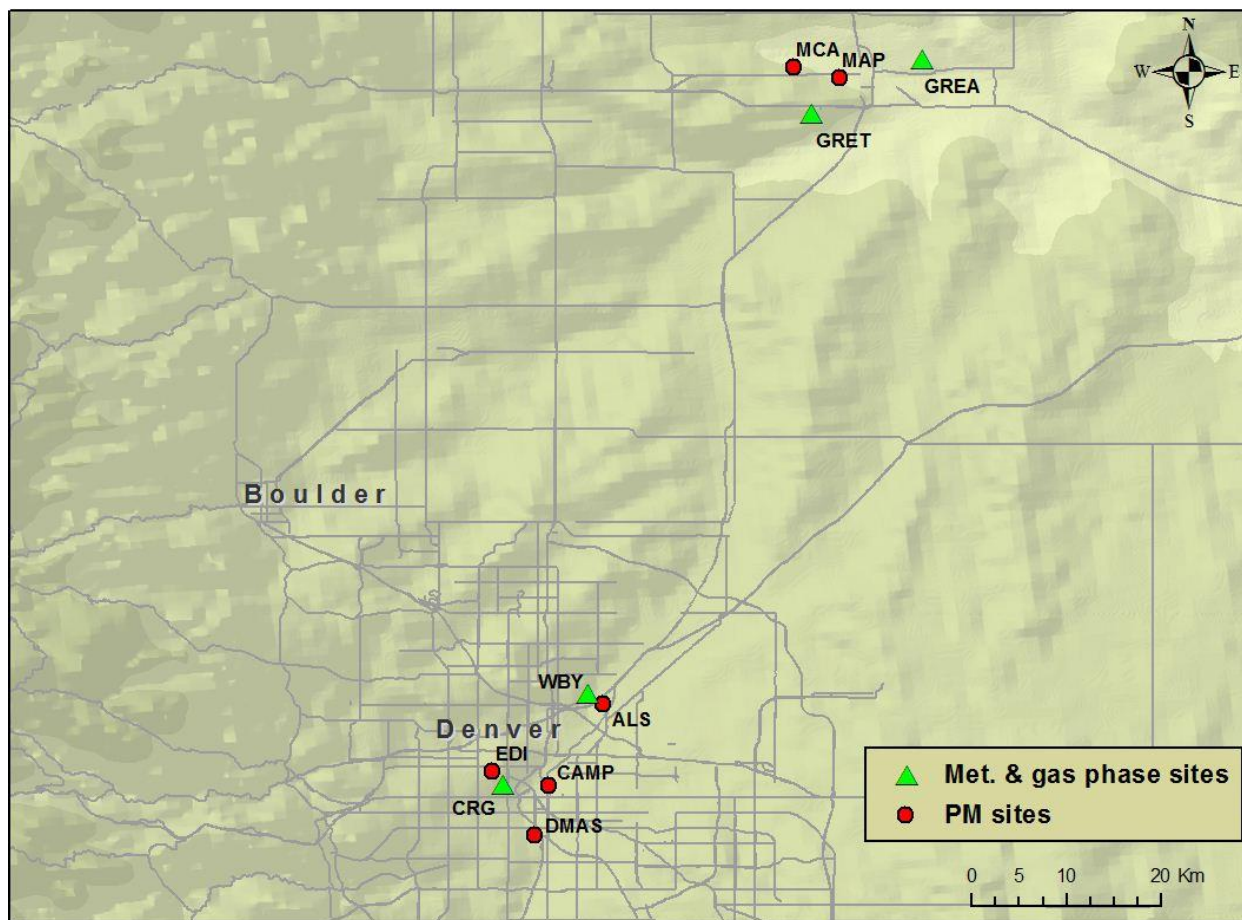 N
MCA
MAP
W
E
GREA
S
GRET
Boulder
WBY
ALS
Denver
EDI
CAMP
CRG
DMAS
Met. & gas phase sites
PM sites
0 5 10 20 Km